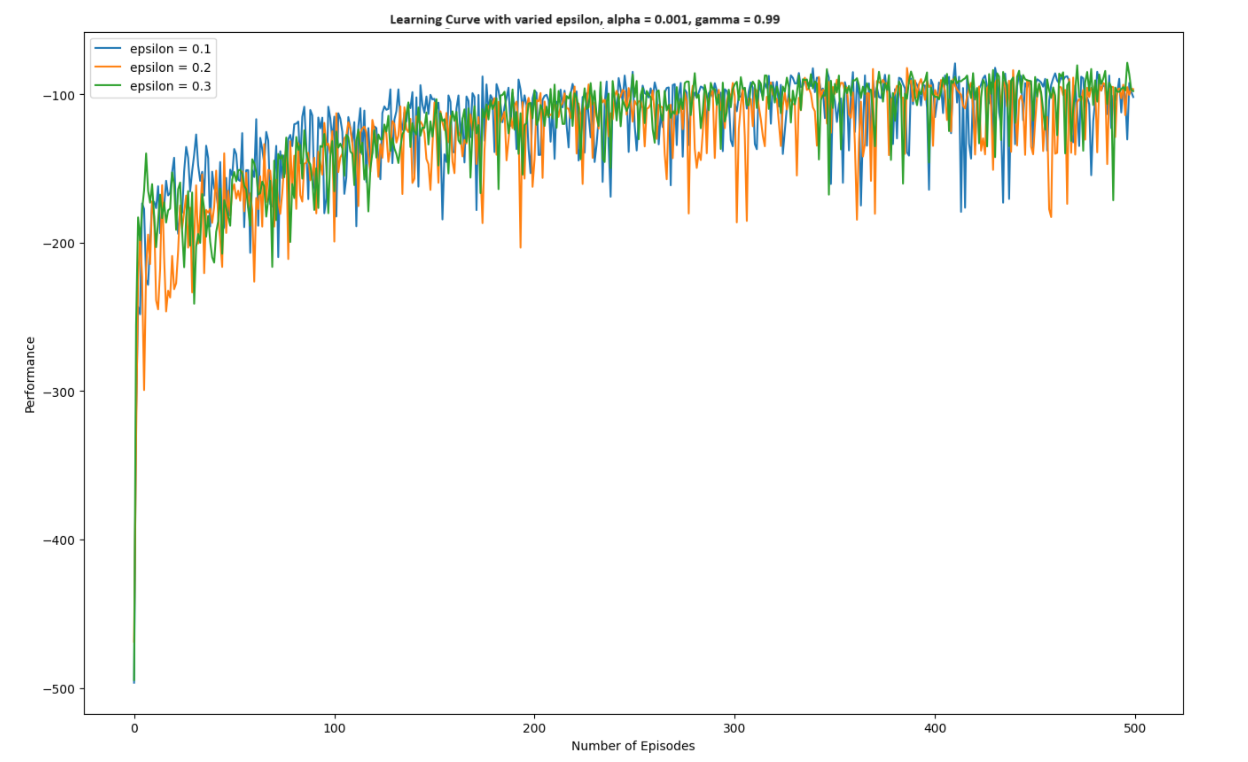 Learning Curve with varied epsilon, alpha = 0.001, gamma = 0.99
epsilon = 0.1
epsilon = 0.2
epsilon = 0.3
−100
−200
−300
−400
−500
Performance
0 100 200 300 400 500
Number of Episodes